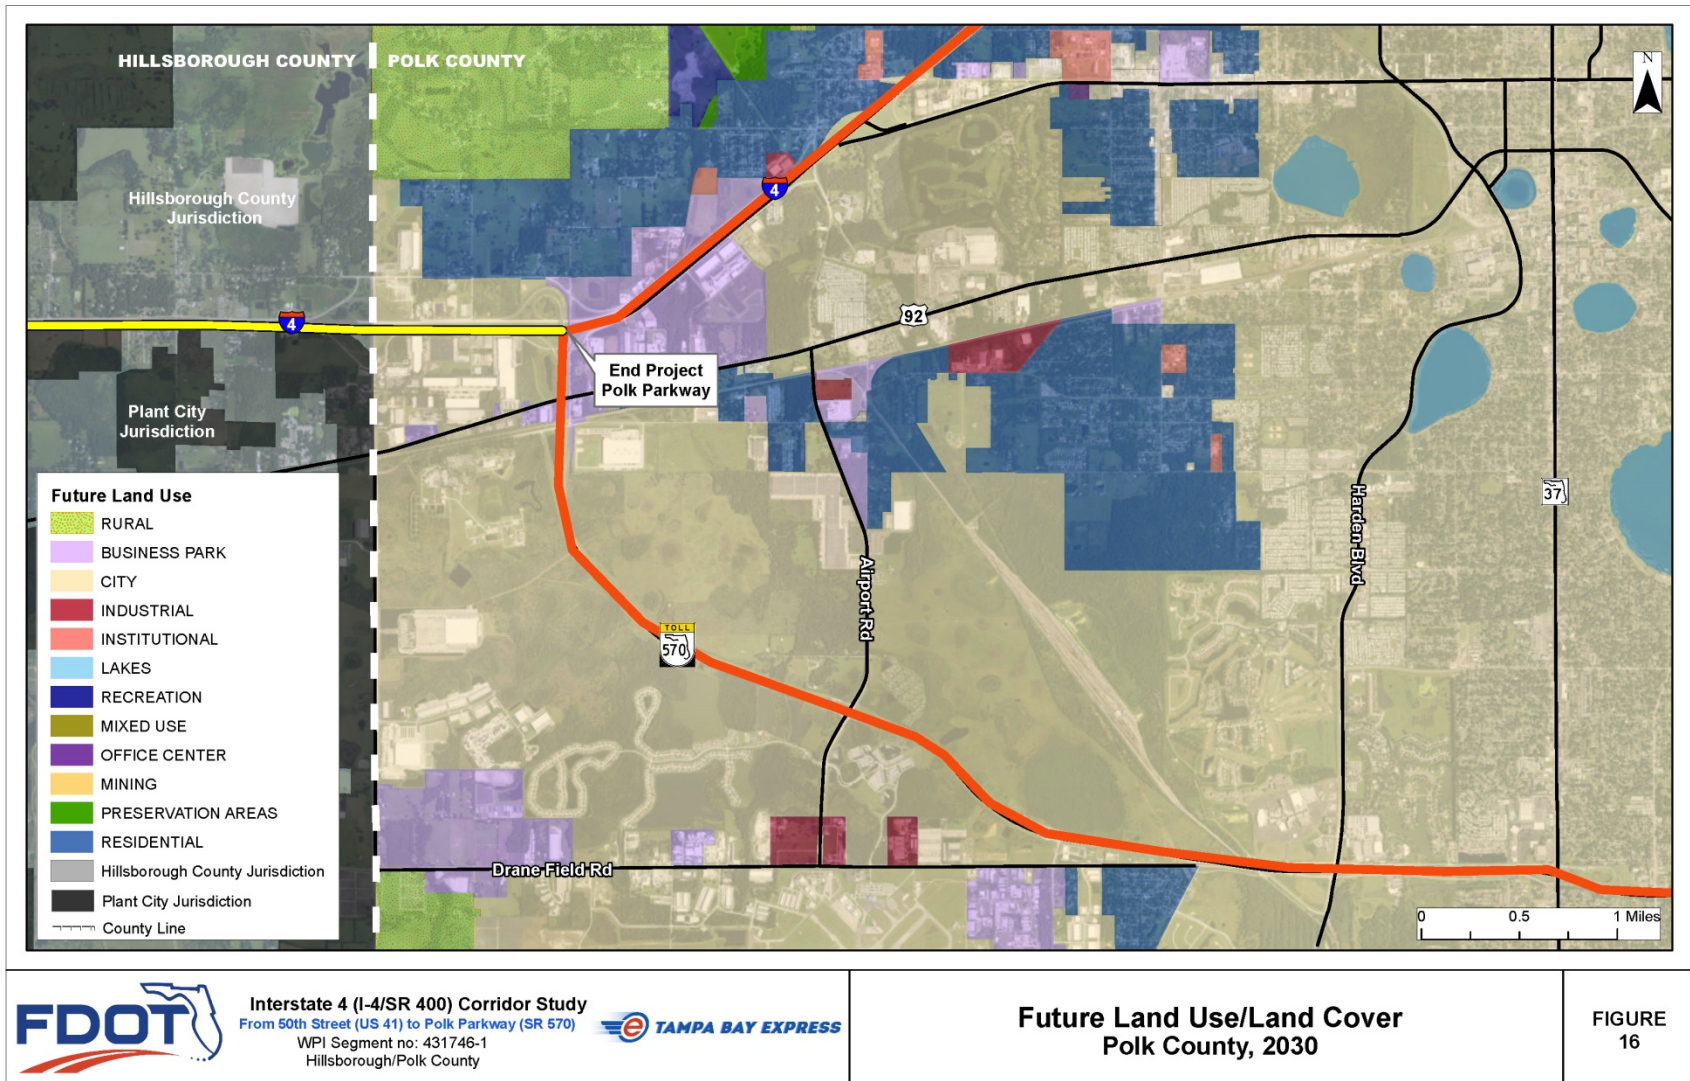 HILLSBOROUGH COUNTY
POLK COUNTY
N
Hillsborough County
Jurisdiction
4
4
92
End Project
Polk Parkway
Plant City
Jurisdiction
37
Harden Blvd
Airport Rd
TOLL
570
Drane Field Rd
Future Land Use
RURAL
BUSINESS PARK
CITY
INDUSTRIAL
INSTITUTIONAL
LAKES
RECREATION
MIXED USE
OFFICE CENTER
MINING
PRESERVATION AREAS
RESIDENTIAL
Hillsborough County Jurisdiction
Plant City Jurisdiction
County Line
0 0.5 1 Miles
FDOT
Interstate 4 (I-4/SR 400) Corridor Study
From 50th Street (US 41) to Polk Parkway (SR 570)
WPI Segment no: 431746-1
Hillsborough/Polk County
e TAMPA BAY EXPRESS
Future Land Use/Land Cover
Polk County, 2030
FIGURE
16